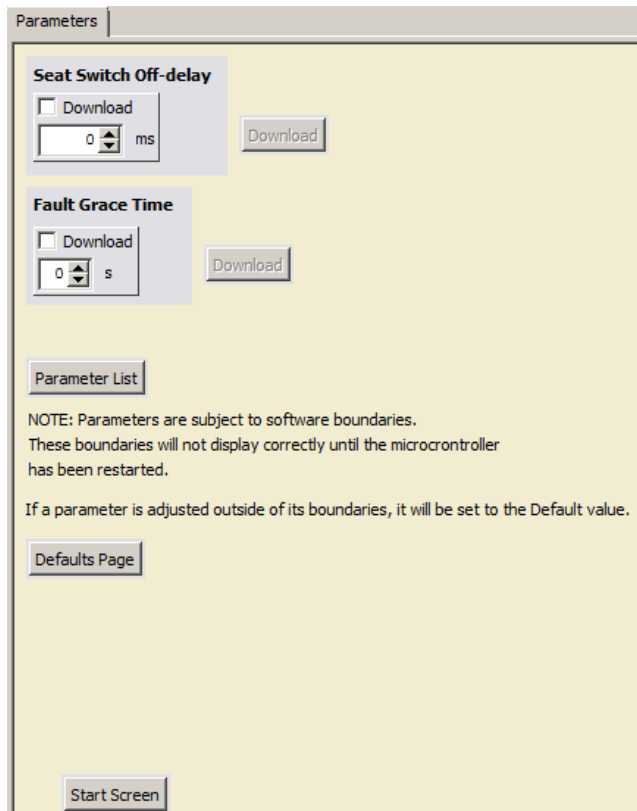 Parameters
Seat Switch Off-delay
Download
0 ms
Download
Fault Grace Time
Download
0 s
Download
Parameter List
NOTE: Parameters are subject to software boundaries.
These boundaries will not display correctly until the microcrontroller
has been restarted.
If a parameter is adjusted outside of its boundaries, it will be set to the Default value.
Defaults Page
Start Screen